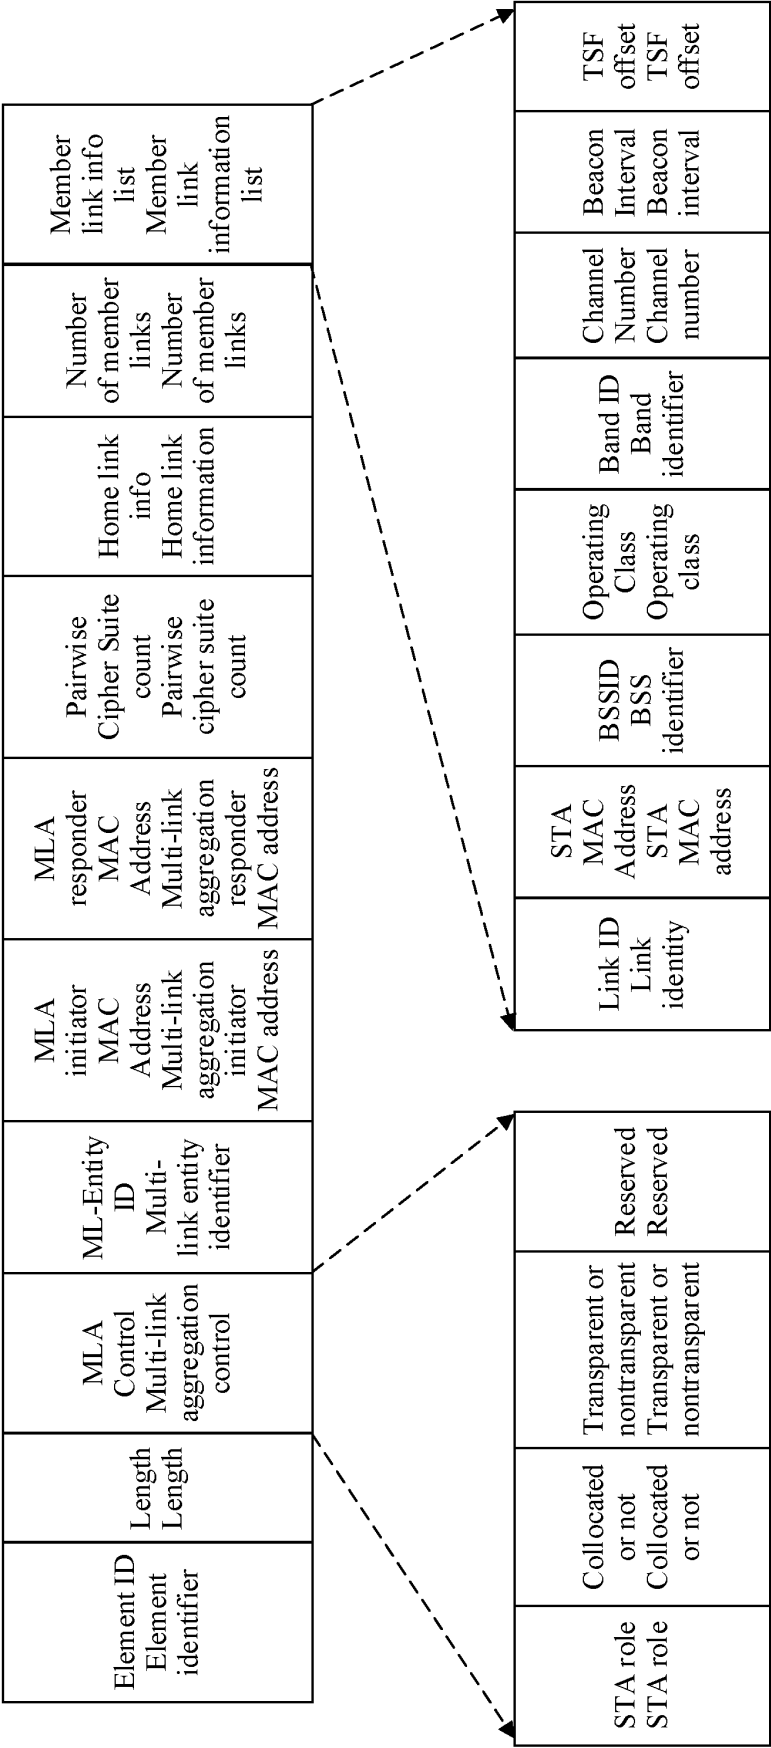 Element ID
Element
identifier
Length
Length
MLA
Control
Multi-link
aggregation
control
ML-Entity
ID
Multi-
link entity
identifier
MLA
initiator
MAC
Address
Multi-link
aggregation
initiator
MAC address
MLA
responder
MAC
Address
Multi-link
aggregation
responder
MAC address
Pairwise
Cipher Suite
count
Pairwise
cipher suite
count
Home link
info
Home link
information
Number
of member
links
Number
of member
links
Member
link info
list
Member
link
information
list
STA role
STA role
Collocated
or not
Collocated
or not
Transparent or
nontransparent
Transparent or
nontransparent
Reserved
Reserved
Link ID
Link
identity
STA
MAC
Address
STA
MAC
address
BSSID
BSS
identifier
Operating
Class
Operating
class
Band ID
Band
identifier
Channel
Number
Channel
number
Beacon
Interval
Beacon
interval
TSF
offset
TSF
offset